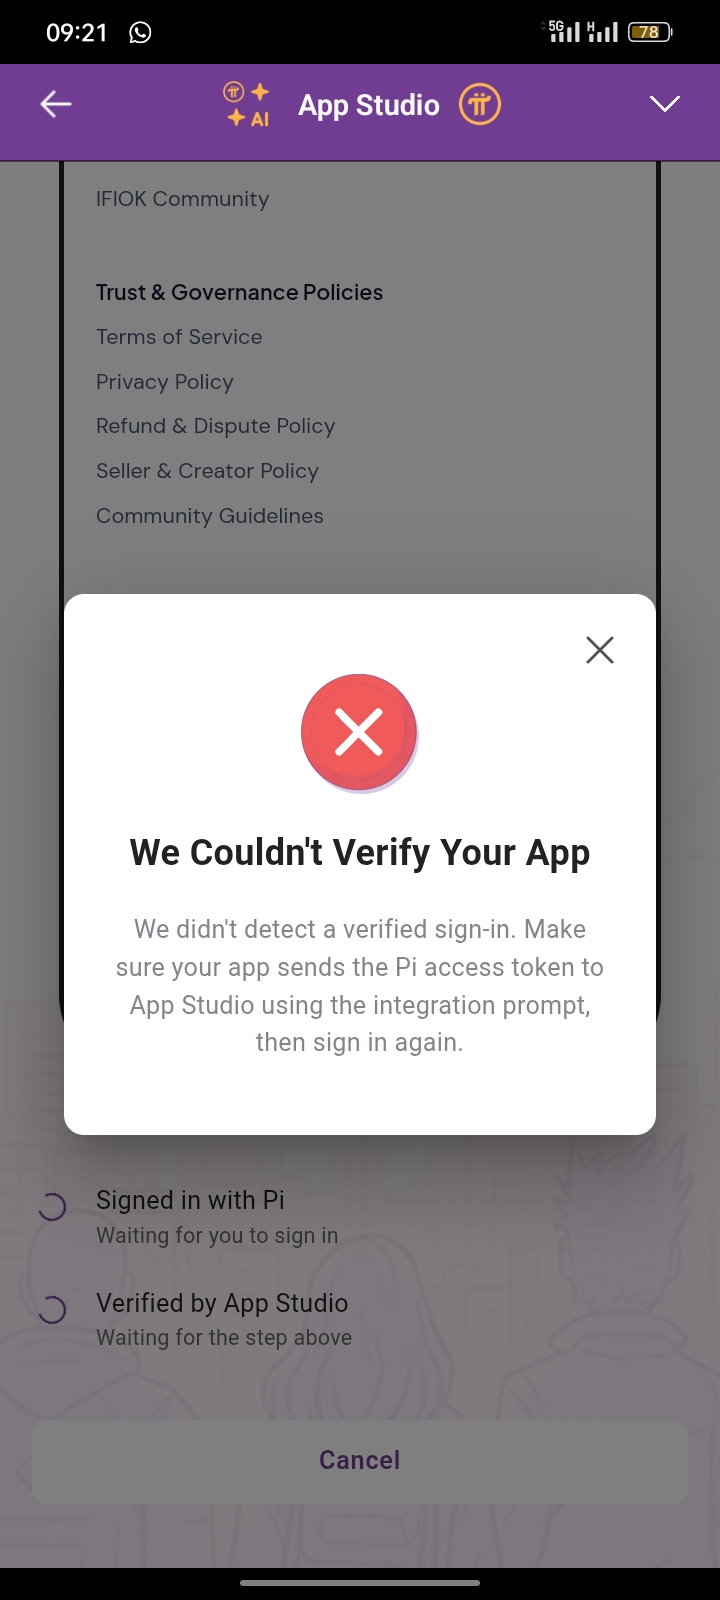 09:21
5G
H
78
AI
App Studio
IFIOK Community
Trust & Governance Policies
Terms of Service
Privacy Policy
Refund & Dispute Policy
Seller & Creator Policy
Community Guidelines
We Couldn't Verify Your App
We didn't detect a verified sign-in. Make
sure your app sends the Pi access token to
App Studio using the integration prompt,
then sign in again.
Signed in with Pi
Waiting for you to sign in
Verified by App Studio
Waiting for the step above
Cancel